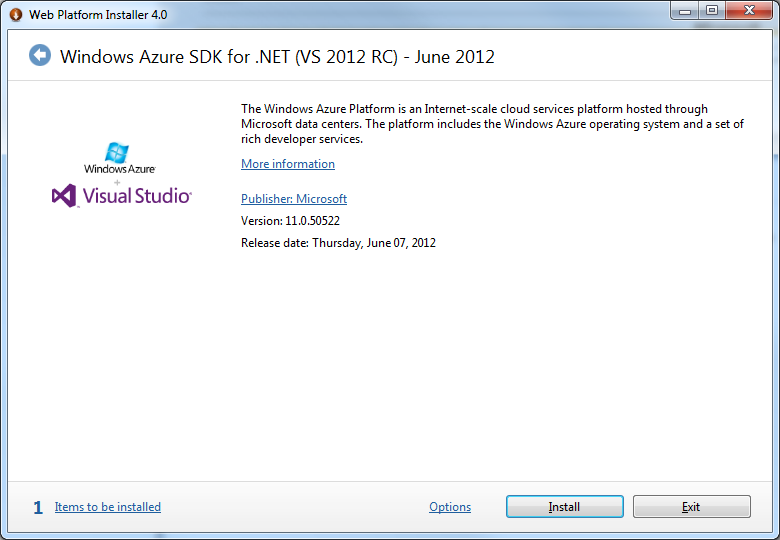 Web Platform Installer 4.0
Windows Azure SDK for .NET (VS 2012 RC) - June 2012
The Windows Azure Platform is an Internet-scale cloud services platform hosted through
Microsoft data centers. The platform includes the Windows Azure operating system and a set of
rich developer services.
More information
Windows Azure
+
Visual Studio
Publisher: Microsoft
Version: 11.0.50522
Release date: Thursday, June 07, 2012
1 Items to be installed
Options
Install
Exit